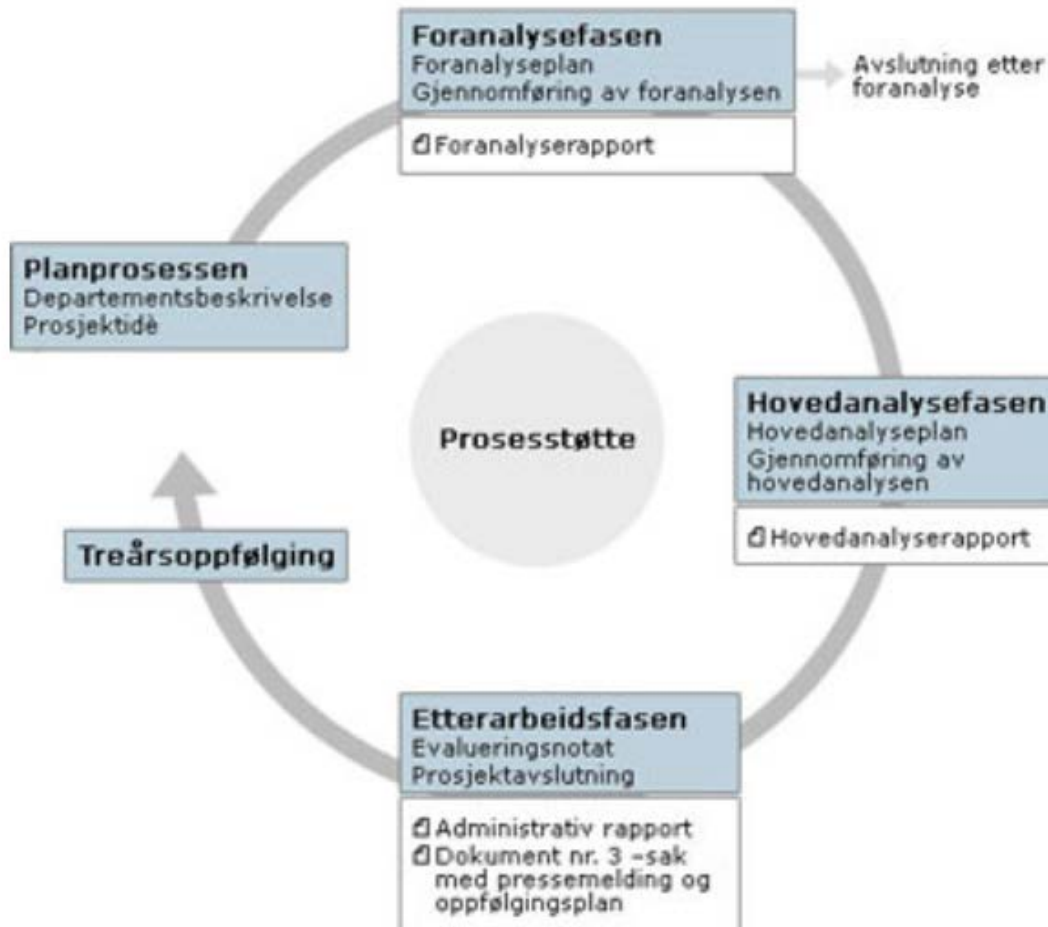 Foranalysefasen
Foranalyseplan
Gjennomføring av foranalysen
Foranalyserapport
Avslutning etter
foranalyse
Planprosessen
Departementsbeskrivelse
Prosjektidè
Prosesstøtte
Hovedanalysefasen
Hovedanalyseplan
Gjennomføring av
hovedanalysen
Hovedanalyserapport
Treårsoppfølging
Etterarbeidsfasen
Evalueringsnotat
Prosjektavslutning
Administrativ rapport
Dokument nr. 3 –sak
med pressemelding og
oppfølgingsplan